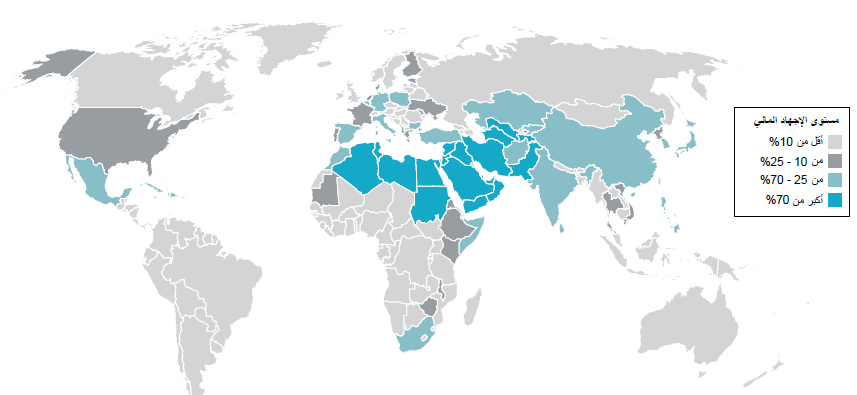 مستوى الإجهاد المائي
أقل من 10%
من 10 - 25%
من 25 - 70%
أكبر من 70%